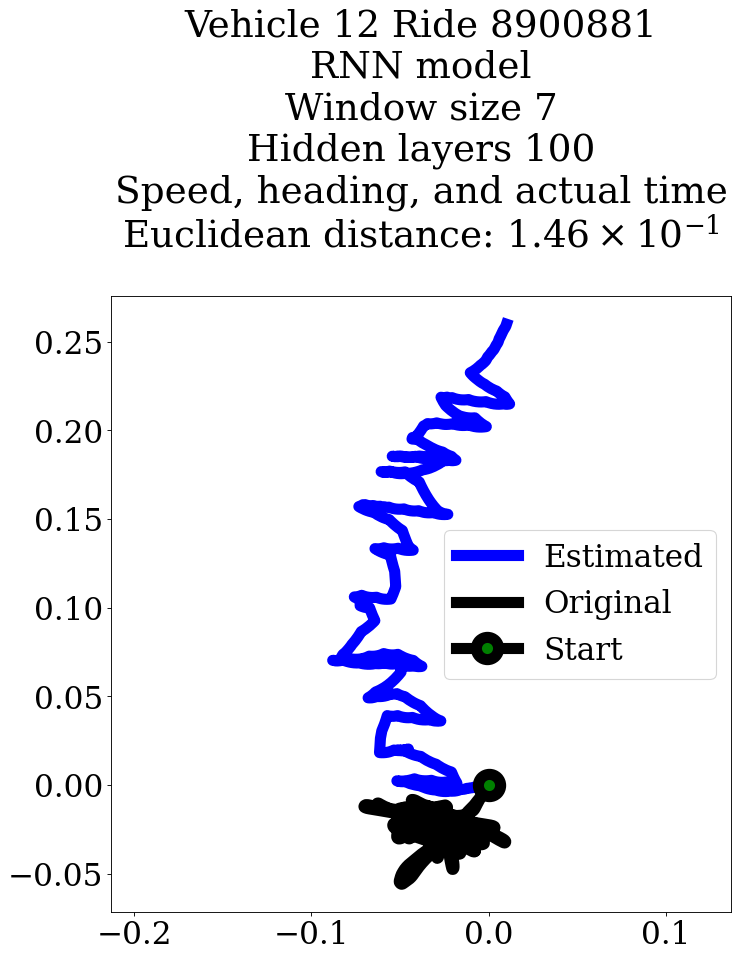 Vehicle 12 Ride 8900881
RNN model
Window size 7
Hidden layers 100
Speed, heading, and actual time
Euclidean distance: 1.46 × 10⁻¹
0.25
0.20
0.15
0.10
0.05
0.00
−0.05
Estimated
Original
Start
−0.2
−0.1
0.0
0.1